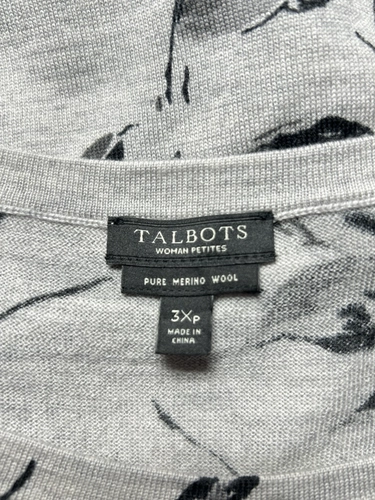 TALBOTS
WOMAN PETITES
PURE MERINO WOOL
3Xp
MADE IN
CHINA